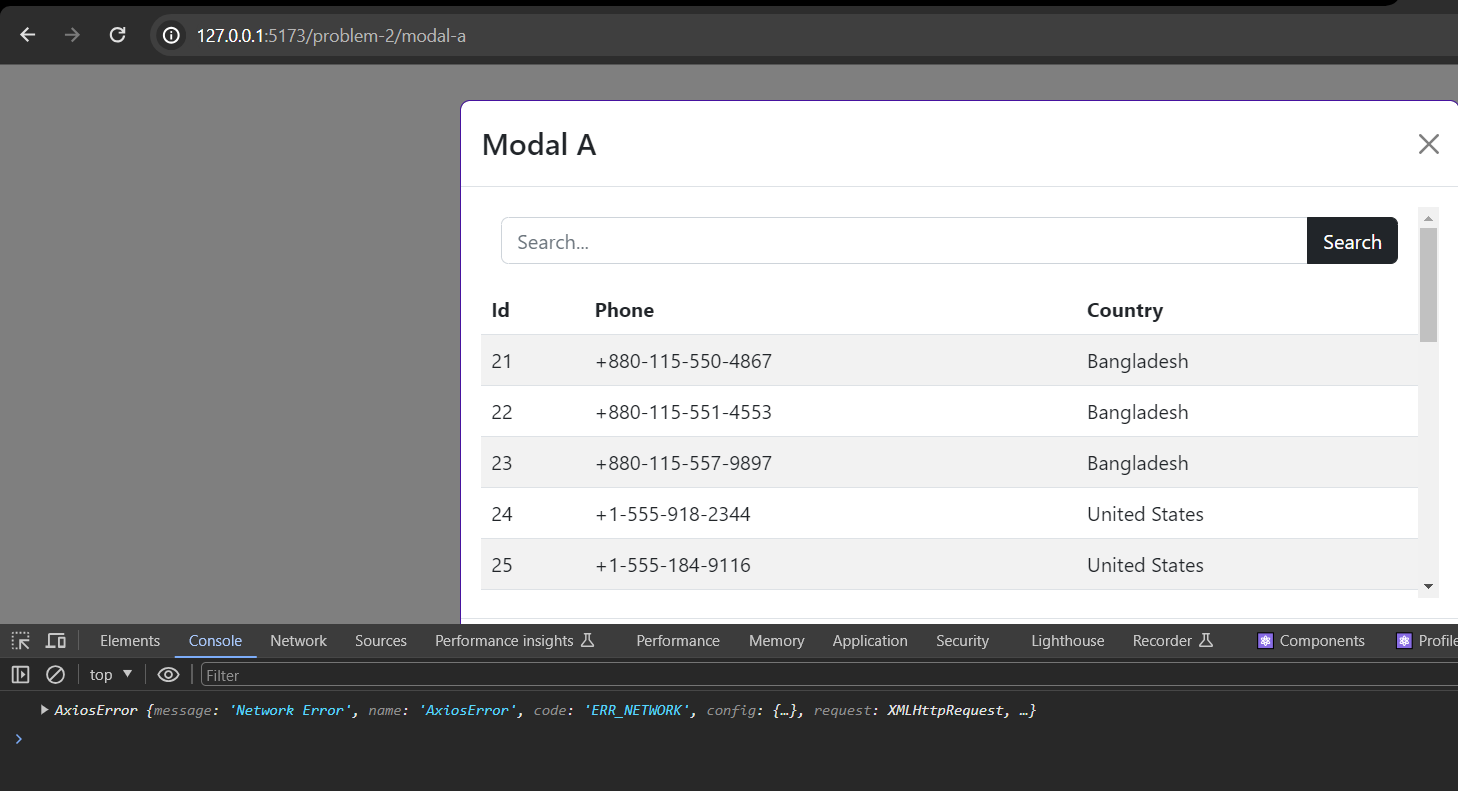 127.0.0.1:5173/problem-2/modal-a
Modal A
Search...
Search
Id Phone Country
21 +880-115-550-4867 Bangladesh
22 +880-115-551-4553 Bangladesh
23 +880-115-557-9897 Bangladesh
24 +1-555-918-2344 United States
25 +1-555-184-9116 United States
Elements Console Network Sources Performance insights Performance Memory Application Security Lighthouse Recorder Components Profile
top Filter
AxiosError {message: 'Network Error', name: 'AxiosError', code: 'ERR_NETWORK', config: {…}, request: XMLHttpRequest, …}